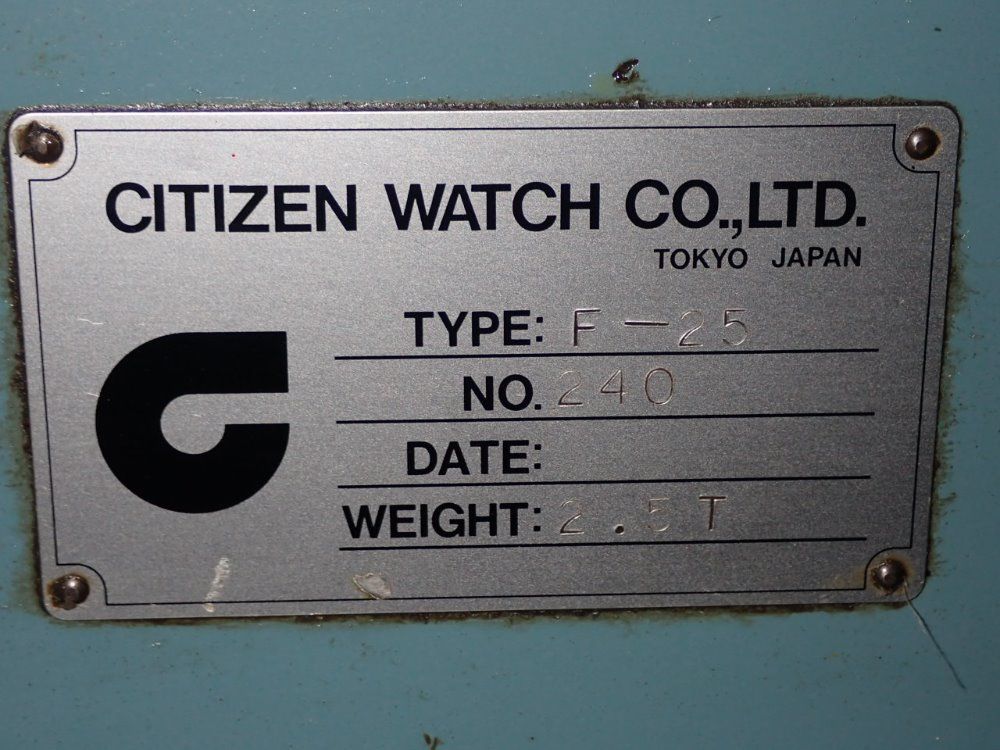 CITIZEN WATCH CO.,LTD.
TOKYO JAPAN
TYPE: F-25
NO. 240
DATE:
WEIGHT: 2.5T